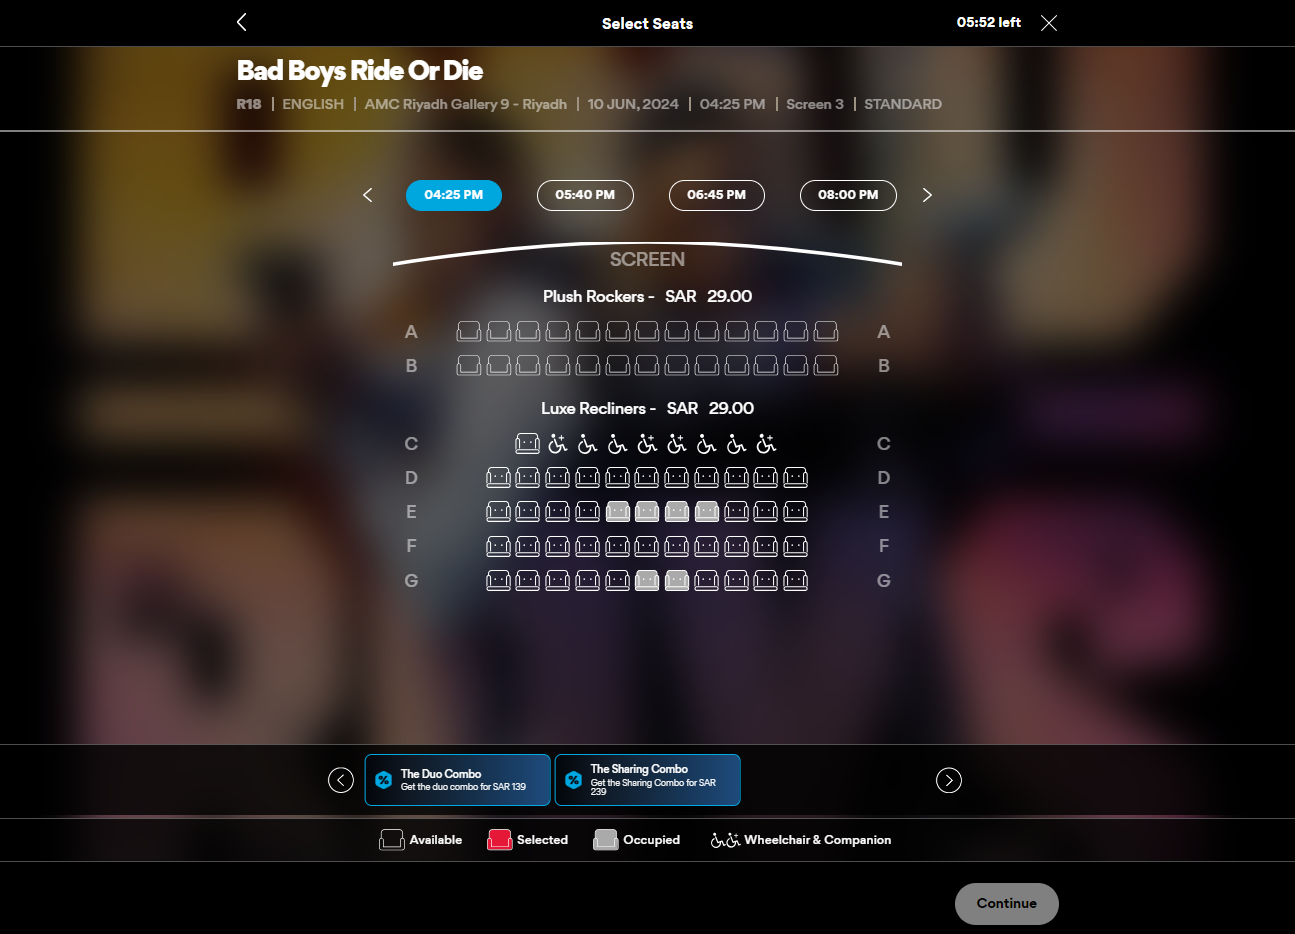 Select Seats
05:52 left
Bad Boys Ride Or Die
R18 | ENGLISH | AMC Riyadh Gallery 9 - Riyadh | 10 JUN, 2024 | 04:25 PM | Screen 3 | STANDARD
04:25 PM 05:40 PM 06:45 PM 08:00 PM
SCREEN
Plush Rockers - SAR 29.00
A A
B B
Luxe Recliners - SAR 29.00
C C
D D
E E
F F
G G
The Duo Combo
Get the duo combo for SAR 139
The Sharing Combo
Get the Sharing Combo for SAR
239
Available Selected Occupied Wheelchair & Companion
Continue